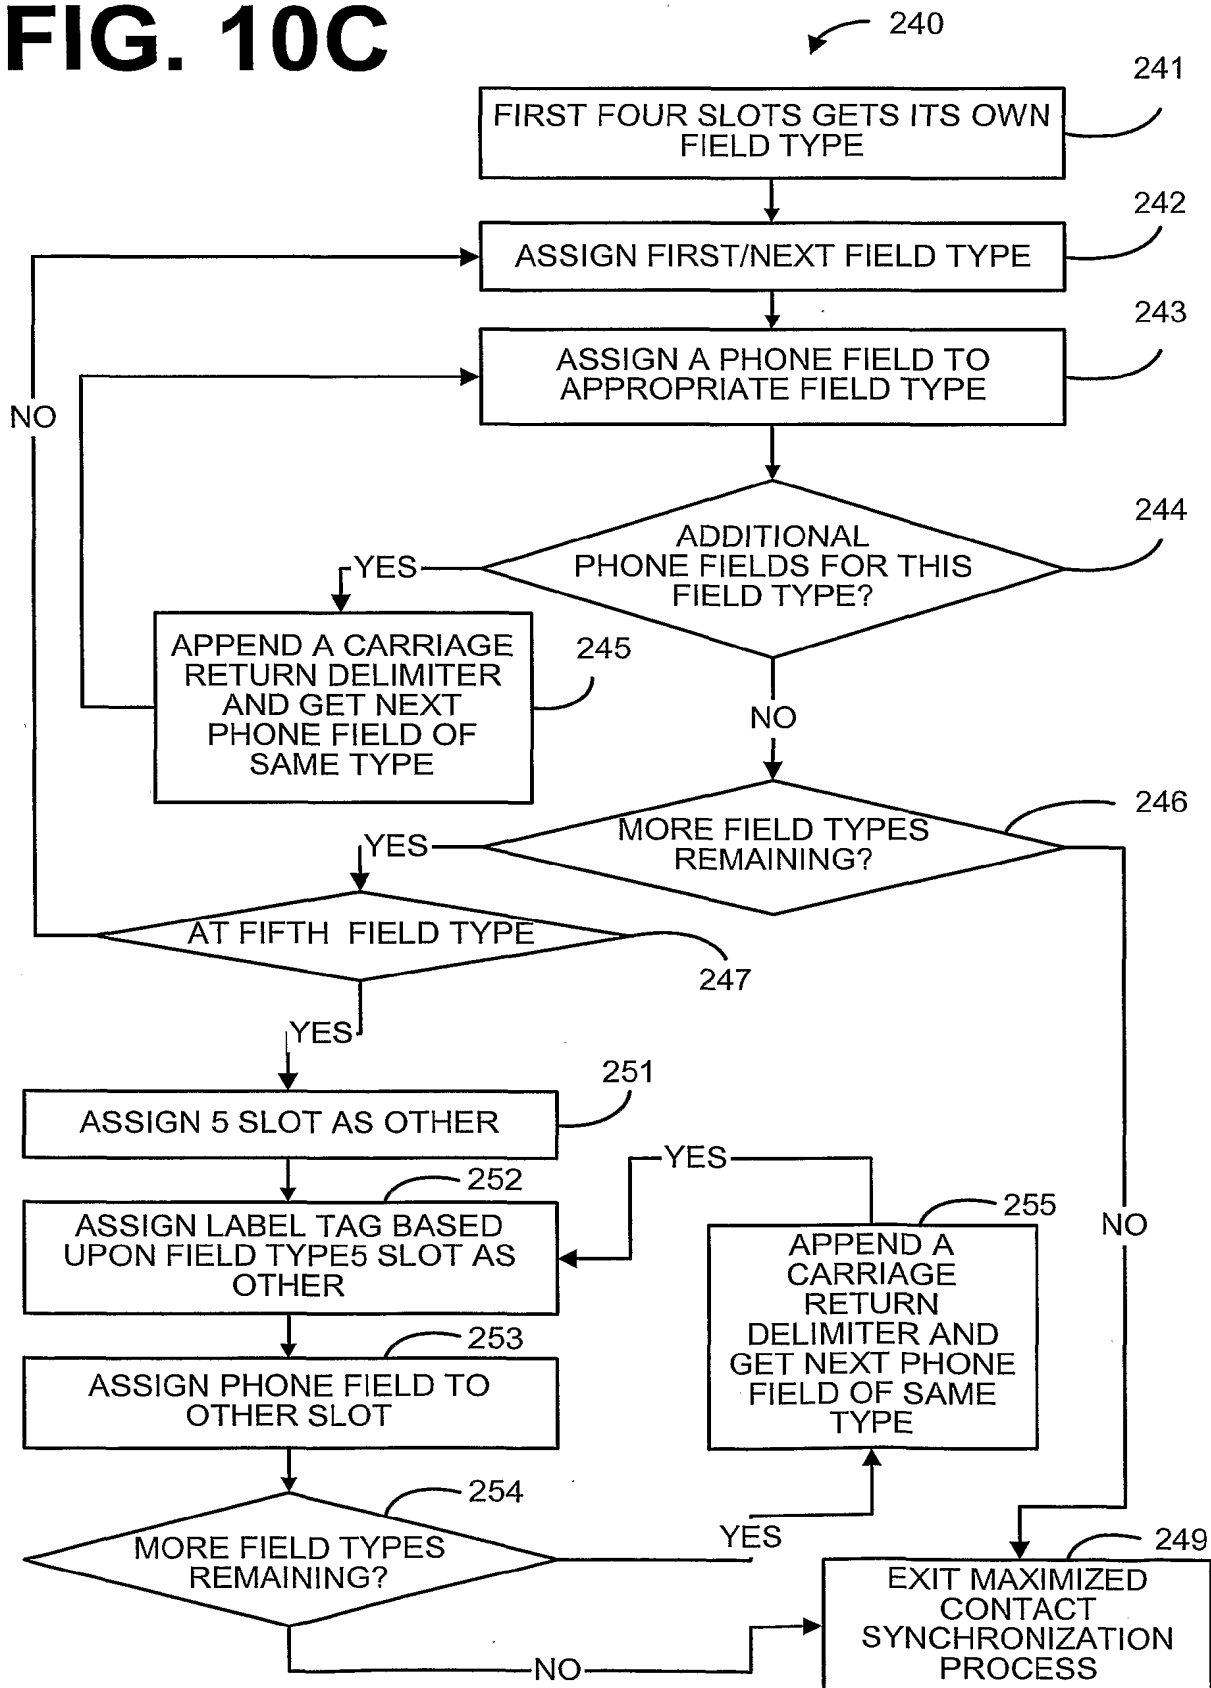 FIG. 10C
240
241
FIRST FOUR SLOTS GETS ITS OWN
FIELD TYPE
242
ASSIGN FIRST/NEXT FIELD TYPE
243
ASSIGN A PHONE FIELD TO
APPROPRIATE FIELD TYPE
NO
244
ADDITIONAL
PHONE FIELDS FOR THIS
FIELD TYPE?
YES
245
APPEND A CARRIAGE
RETURN DELIMITER
AND GET NEXT
PHONE FIELD OF
SAME TYPE
NO
246
MORE FIELD TYPES
REMAINING?
YES
AT FIFTH FIELD TYPE
247
YES
251
ASSIGN 5 SLOT AS OTHER
YES
252
ASSIGN LABEL TAG BASED
UPON FIELD TYPE5 SLOT AS
OTHER
255
APPEND A
CARRIAGE
RETURN
DELIMITER AND
GET NEXT PHONE
FIELD OF SAME
TYPE
NO
253
ASSIGN PHONE FIELD TO
OTHER SLOT
254
MORE FIELD TYPES
REMAINING?
YES
249
EXIT MAXIMIZED
CONTACT
SYNCHRONIZATION
PROCESS
NO